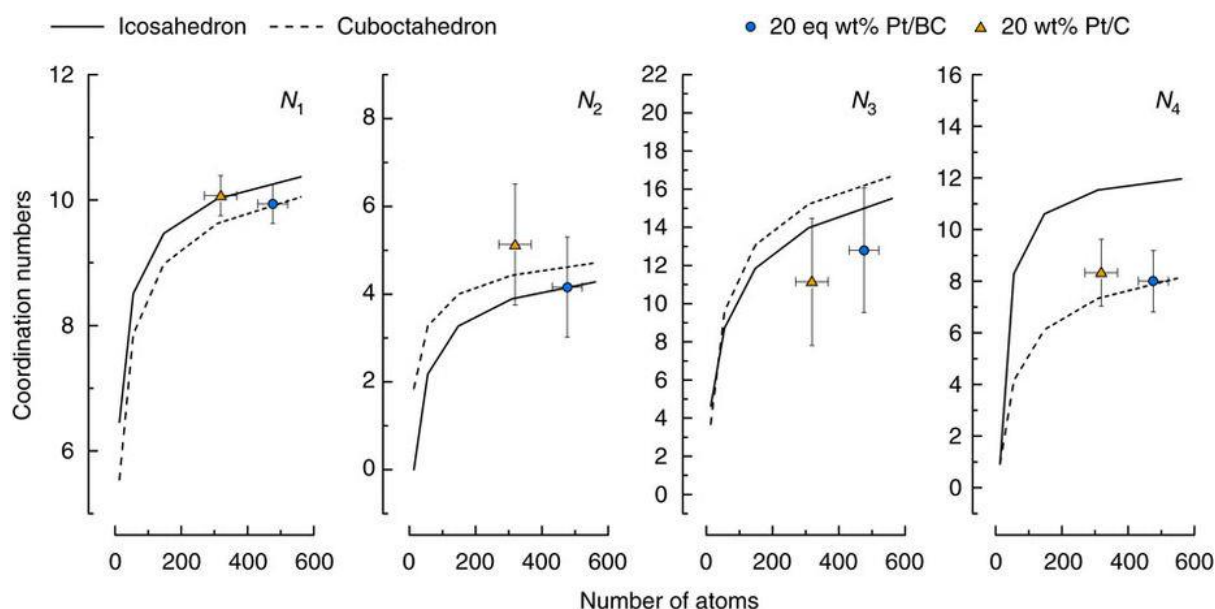 Icosahedron Cuboctahedron 20 eq wt% Pt/BC 20 wt% Pt/C
12 8 22 16
N1 N2 N3 N4
20 14
18 12
10 6 16 10
14
Coordination numbers
4 12 8
8 10 6
2 8 4
6
6 0 4 2
2 0
0
0 200 400 600 0 200 400 600 0 200 400 600 0 200 400 600
Number of atoms